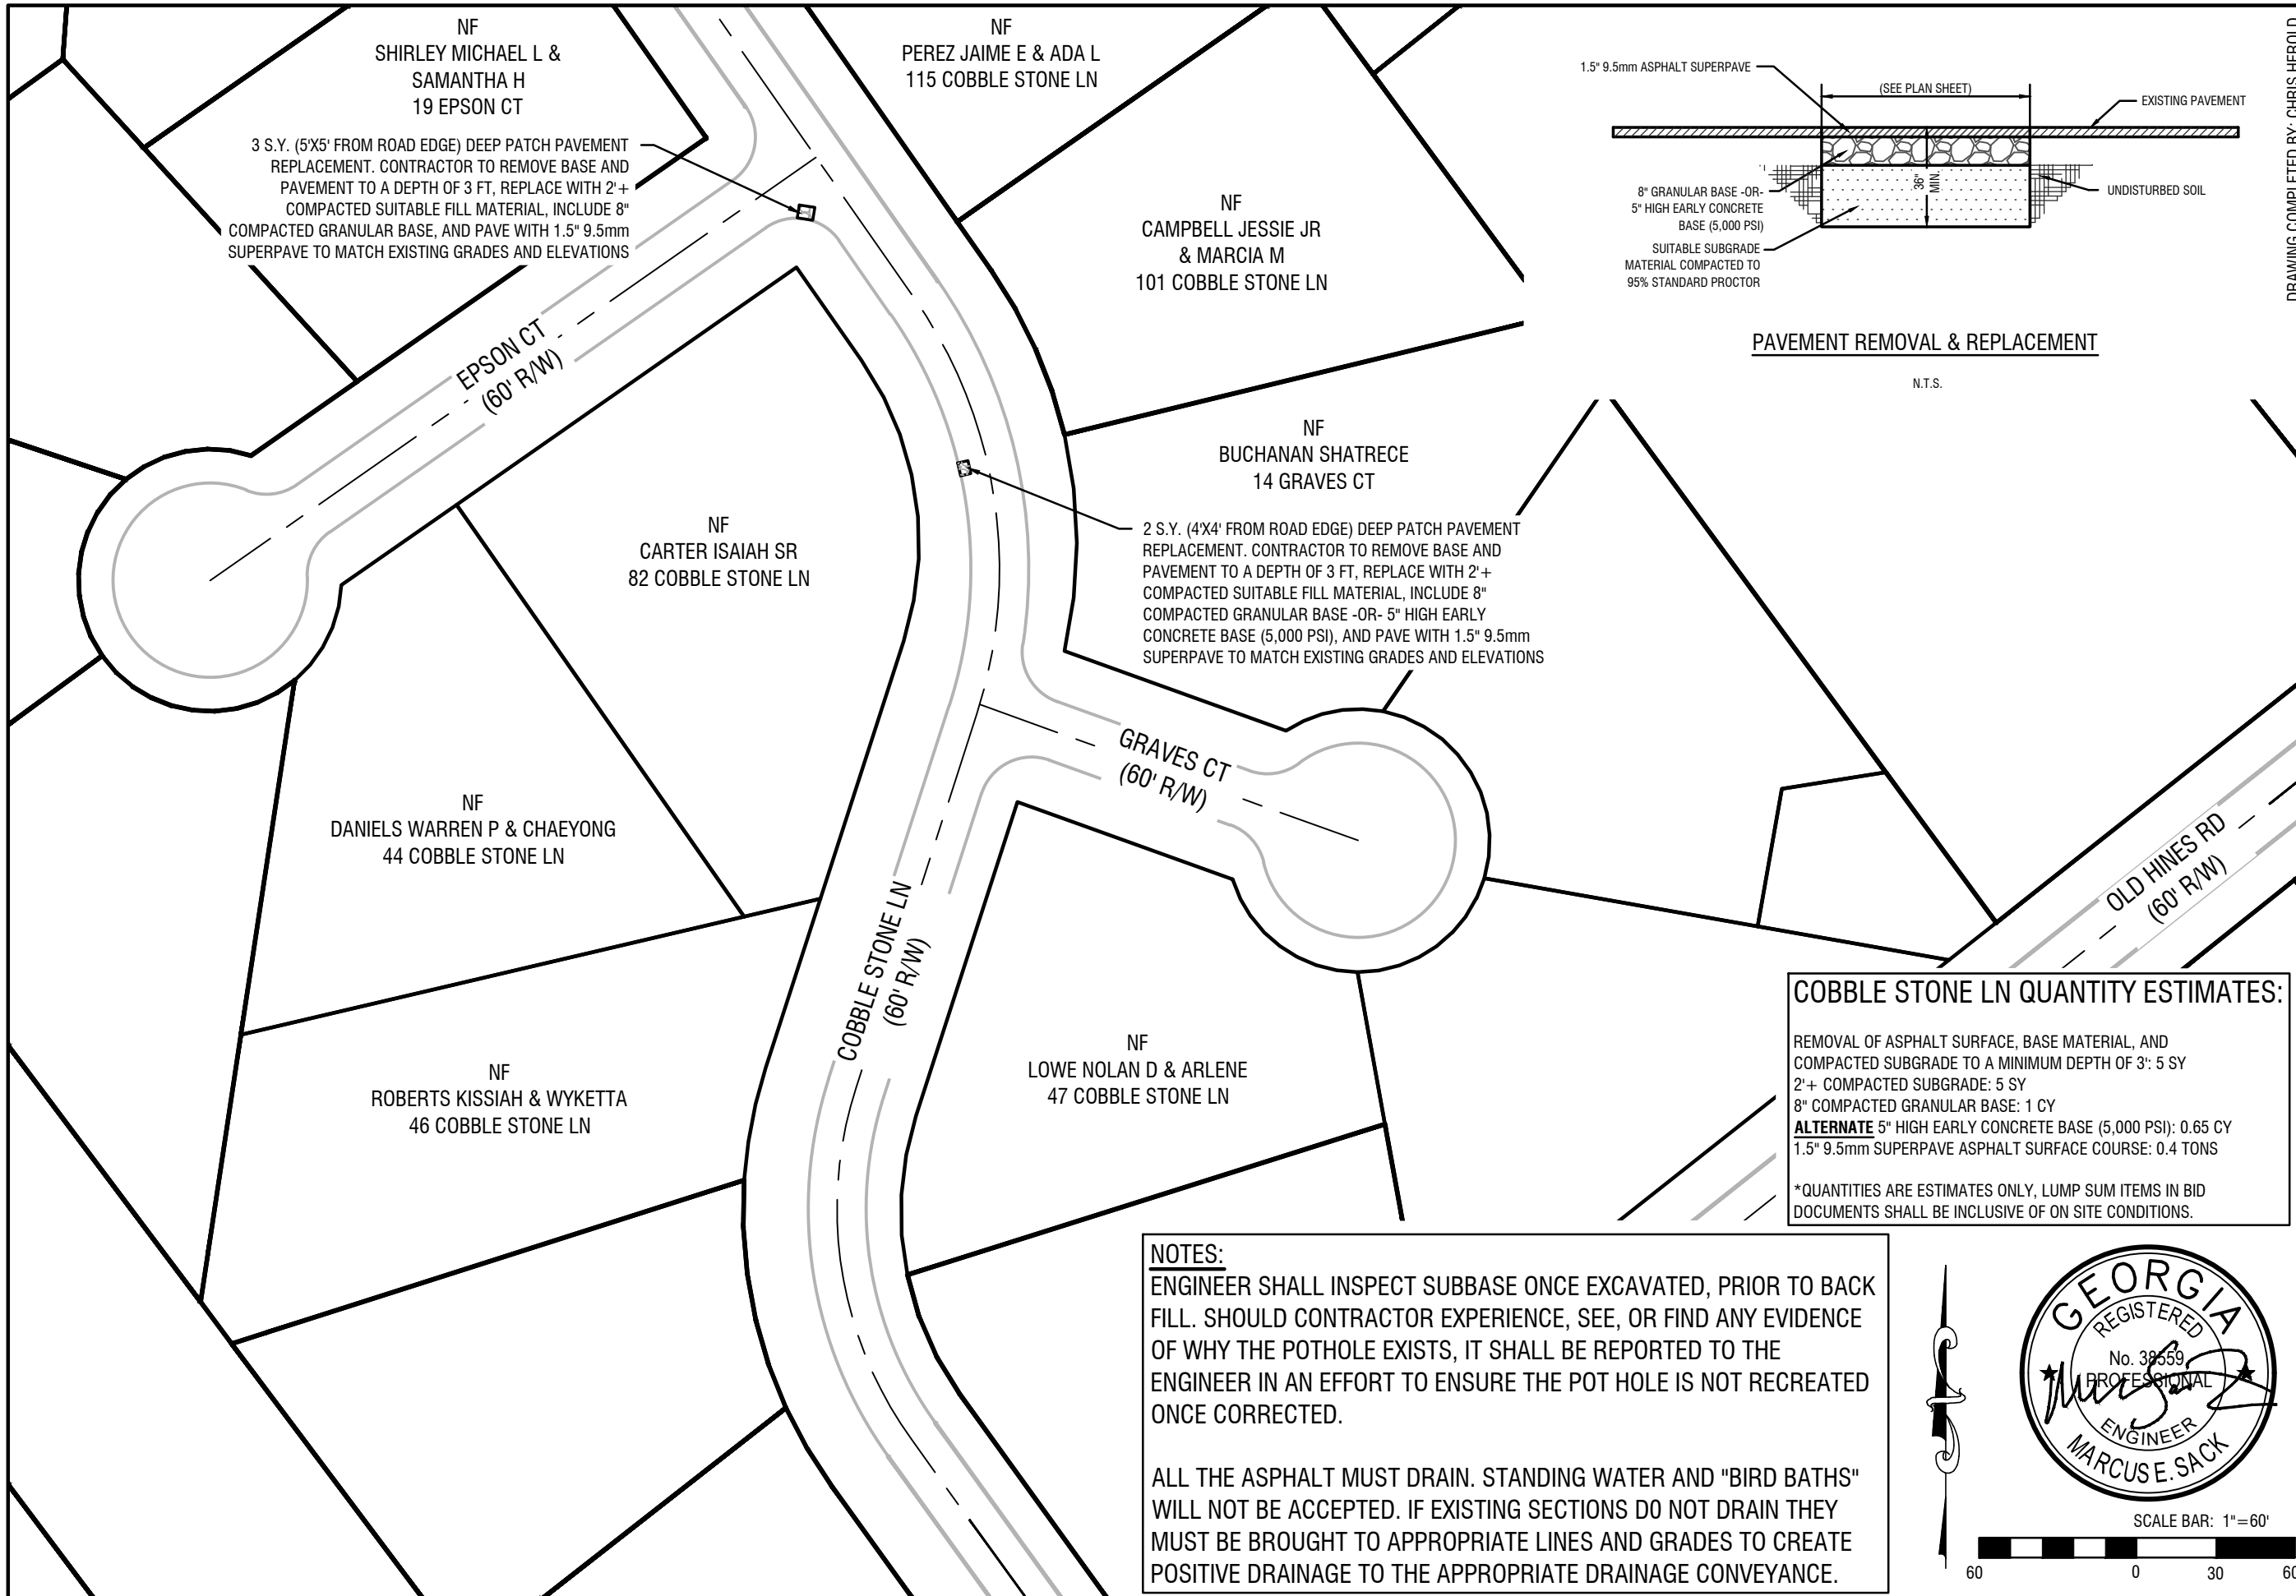 NF
SHIRLEY MICHAEL L &
SAMANTHA H
19 EPSON CT
3 S.Y. (5'X5' FROM ROAD EDGE) DEEP PATCH PAVEMENT
REPLACEMENT. CONTRACTOR TO REMOVE BASE AND
PAVEMENT TO A DEPTH OF 3 FT, REPLACE WITH 2'+
COMPACTED SUITABLE FILL MATERIAL, INCLUDE 8"
COMPACTED GRANULAR BASE, AND PAVE WITH 1.5" 9.5mm
SUPERPAVE TO MATCH EXISTING GRADES AND ELEVATIONS
NF
PEREZ JAIME E & ADA L
115 COBBLE STONE LN
NF
CAMPBELL JESSIE JR
& MARCIA M
101 COBBLE STONE LN
1.5" 9.5mm ASPHALT SUPERPAVE
(SEE PLAN SHEET)
EXISTING PAVEMENT
8" GRANULAR BASE -OR-
5" HIGH EARLY CONCRETE
BASE (5,000 PSI)
36"
MIN.
UNDISTURBED SOIL
SUITABLE SUBGRADE
MATERIAL COMPACTED TO
95% STANDARD PROCTOR
PAVEMENT REMOVAL & REPLACEMENT
N.T.S.
DRAWING COMPLETED BY: CHRIS HEROLD
EPSON CT
(60' R/W)
NF
BUCHANAN SHATRECE
14 GRAVES CT
2 S.Y. (4'X4' FROM ROAD EDGE) DEEP PATCH PAVEMENT
REPLACEMENT. CONTRACTOR TO REMOVE BASE AND
PAVEMENT TO A DEPTH OF 3 FT, REPLACE WITH 2'+
COMPACTED SUITABLE FILL MATERIAL, INCLUDE 8"
COMPACTED GRANULAR BASE -OR- 5" HIGH EARLY
CONCRETE BASE (5,000 PSI), AND PAVE WITH 1.5" 9.5mm
SUPERPAVE TO MATCH EXISTING GRADES AND ELEVATIONS
NF
CARTER ISAIAH SR
82 COBBLE STONE LN
GRAVES CT
(60' R/W)
NF
DANIELS WARREN P & CHAEYONG
44 COBBLE STONE LN
OLD HINES RD
(60' R/W)
COBBLE STONE LN
(60' R/W)
NF
ROBERTS KISSIAH & WYKETTA
46 COBBLE STONE LN
NF
LOWE NOLAN D & ARLENE
47 COBBLE STONE LN
COBBLE STONE LN QUANTITY ESTIMATES:
REMOVAL OF ASPHALT SURFACE, BASE MATERIAL, AND
COMPACTED SUBGRADE TO A MINIMUM DEPTH OF 3': 5 SY
2'+ COMPACTED SUBGRADE: 5 SY
8" COMPACTED GRANULAR BASE: 1 CY
ALTERNATE 5" HIGH EARLY CONCRETE BASE (5,000 PSI): 0.65 CY
1.5" 9.5mm SUPERPAVE ASPHALT SURFACE COURSE: 0.4 TONS
*QUANTITIES ARE ESTIMATES ONLY, LUMP SUM ITEMS IN BID
DOCUMENTS SHALL BE INCLUSIVE OF ON SITE CONDITIONS.
NOTES:
ENGINEER SHALL INSPECT SUBBASE ONCE EXCAVATED, PRIOR TO BACK
FILL. SHOULD CONTRACTOR EXPERIENCE, SEE, OR FIND ANY EVIDENCE
OF WHY THE POTHOLE EXISTS, IT SHALL BE REPORTED TO THE
ENGINEER IN AN EFFORT TO ENSURE THE POT HOLE IS NOT RECREATED
ONCE CORRECTED.
ALL THE ASPHALT MUST DRAIN. STANDING WATER AND "BIRD BATHS"
WILL NOT BE ACCEPTED. IF EXISTING SECTIONS DO NOT DRAIN THEY
MUST BE BROUGHT TO APPROPRIATE LINES AND GRADES TO CREATE
POSITIVE DRAINAGE TO THE APPROPRIATE DRAINAGE CONVEYANCE.
GEORGIA
REGISTERED
No. 38559
PROFESSIONAL
ENGINEER
MARCUS E. SACK
SCALE BAR: 1"=60'
60 0 30 60